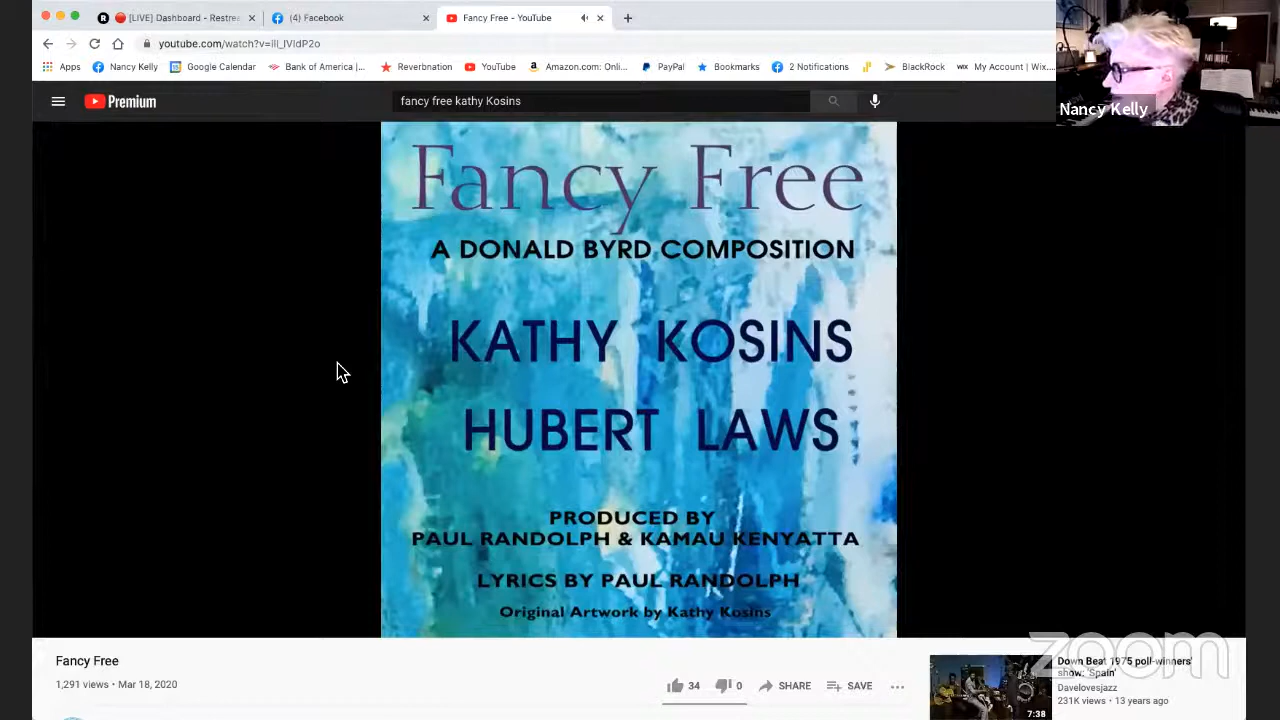 [LIVE] Dashboard - Restrea
(4) Facebook
Fancy Free - YouTube
youtube.com/watch?v=iiI_IVIdP2o
Apps
Nancy Kelly
Google Calendar
Bank of America |...
Reverbnation
YouTube
Amazon.com: Onli...
PayPal
Bookmarks
2 Notifications
BlackRock
My Account | Wix....
Premium
fancy free kathy Kosins
Nancy Kelly
Fancy Free
A DONALD BYRD COMPOSITION
KATHY KOSINS
HUBERT LAWS
PRODUCED BY
PAUL RANDOLPH & KAMAU KENYATTA
LYRICS BY PAUL RANDOLPH
Original Artwork by Kathy Kosins
zoom
Fancy Free
1,291 views • Mar 18, 2020
34
0
SHARE
SAVE
Down Beat 1975 poll-winners'
show: 'Spain'
Davelovesjazz
231K views • 13 years ago
7:38